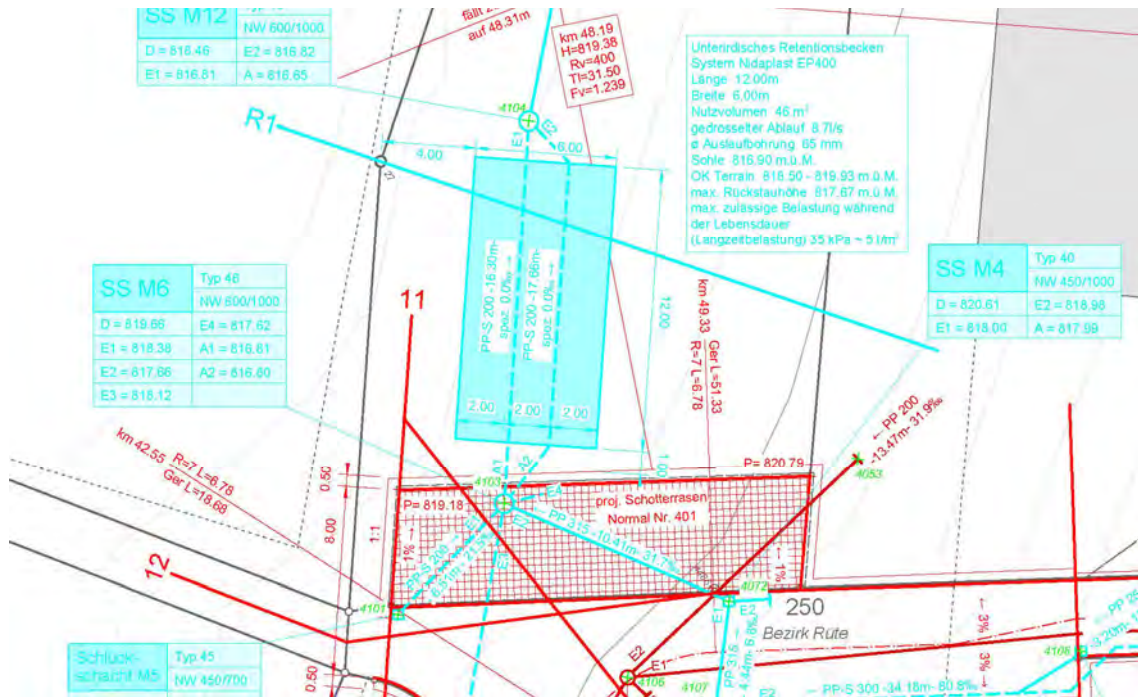 SS M12
NW 600/1000
D = 818.46
E2 = 816.82
E1 = 816.81
A = 816.65
auf 48.31m
km 48.19
H=819.38
Rv=400
Tl=31.50
Fv=1.239
Unterirdisches Retentionsbecken
System Nidaplast EP400
Länge 12.00m
Breite 6.00m
Nutzvolumen 46 m³
gedrosselter Ablauf 8.7l/s
ø Auslaufbohrung 65 mm
Sohle 816.90 m.ü.M.
OK Terrain 818.50 - 819.93 m.ü.M.
max. Rückstauhöhe 817.67 m.ü.M.
max. zulässige Belastung während
der Lebensdauer
(Langzeitbelastung) 35 kPa ~ 5 l/m²
R1
4104
E1
E2
4.00
6.00
27
12.00
PP-S 200 -16.30m-
spez. 0.0‰ →
PP-S 200 -17.66m-
spez. 0.0‰ →
2.00
2.00
2.00
1.00
SS M6
Typ 46
NW 600/1000
D = 819.66
E4 = 817.62
E1 = 818.38
A1 = 816.61
E2 = 817.66
A2 = 816.60
E3 = 818.12
11
SS M4
Typ 40
NW 450/1000
D = 820.61
E2 = 818.98
E1 = 818.00
A = 817.99
km 49.33
R=7 L=6.78
Ger L=51.33
← PP 200
-13.47m- 31.9‰
4053
km 42.55
R=7 L=6.78
Ger L=18.68
0.50
8.00
1:1
1% →
P= 819.18
P= 820.79
4103
A1
A2
E4
E2
E1
proj. Schotterrasen
Normal Nr. 401
PP-S 200 →
PP 315 -10.41m- 31.7‰
← 1%
12
4101
4072
E1
E2
250
Bezirk Rüte
Schluck-
schacht M5
Typ 45
NW 450/700
0.50
E2
E1
4106
4107
PP 315
E2
← PP-S 300 -34.18m- 60.8‰
← 3%
3% →
4108